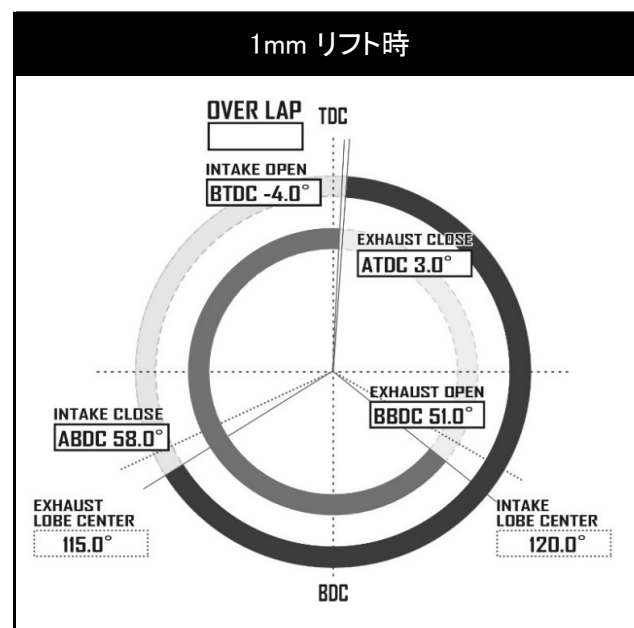 1mm リフト時
OVER LAP
TDC
INTAKE OPEN
BTDC -4.0°
EXHAUST CLOSE
ATDC 3.0°
EXHAUST OPEN
BBDC 51.0°
INTAKE CLOSE
ABDC 58.0°
EXHAUST
LOBE CENTER
115.0°
INTAKE
LOBE CENTER
120.0°
BDC